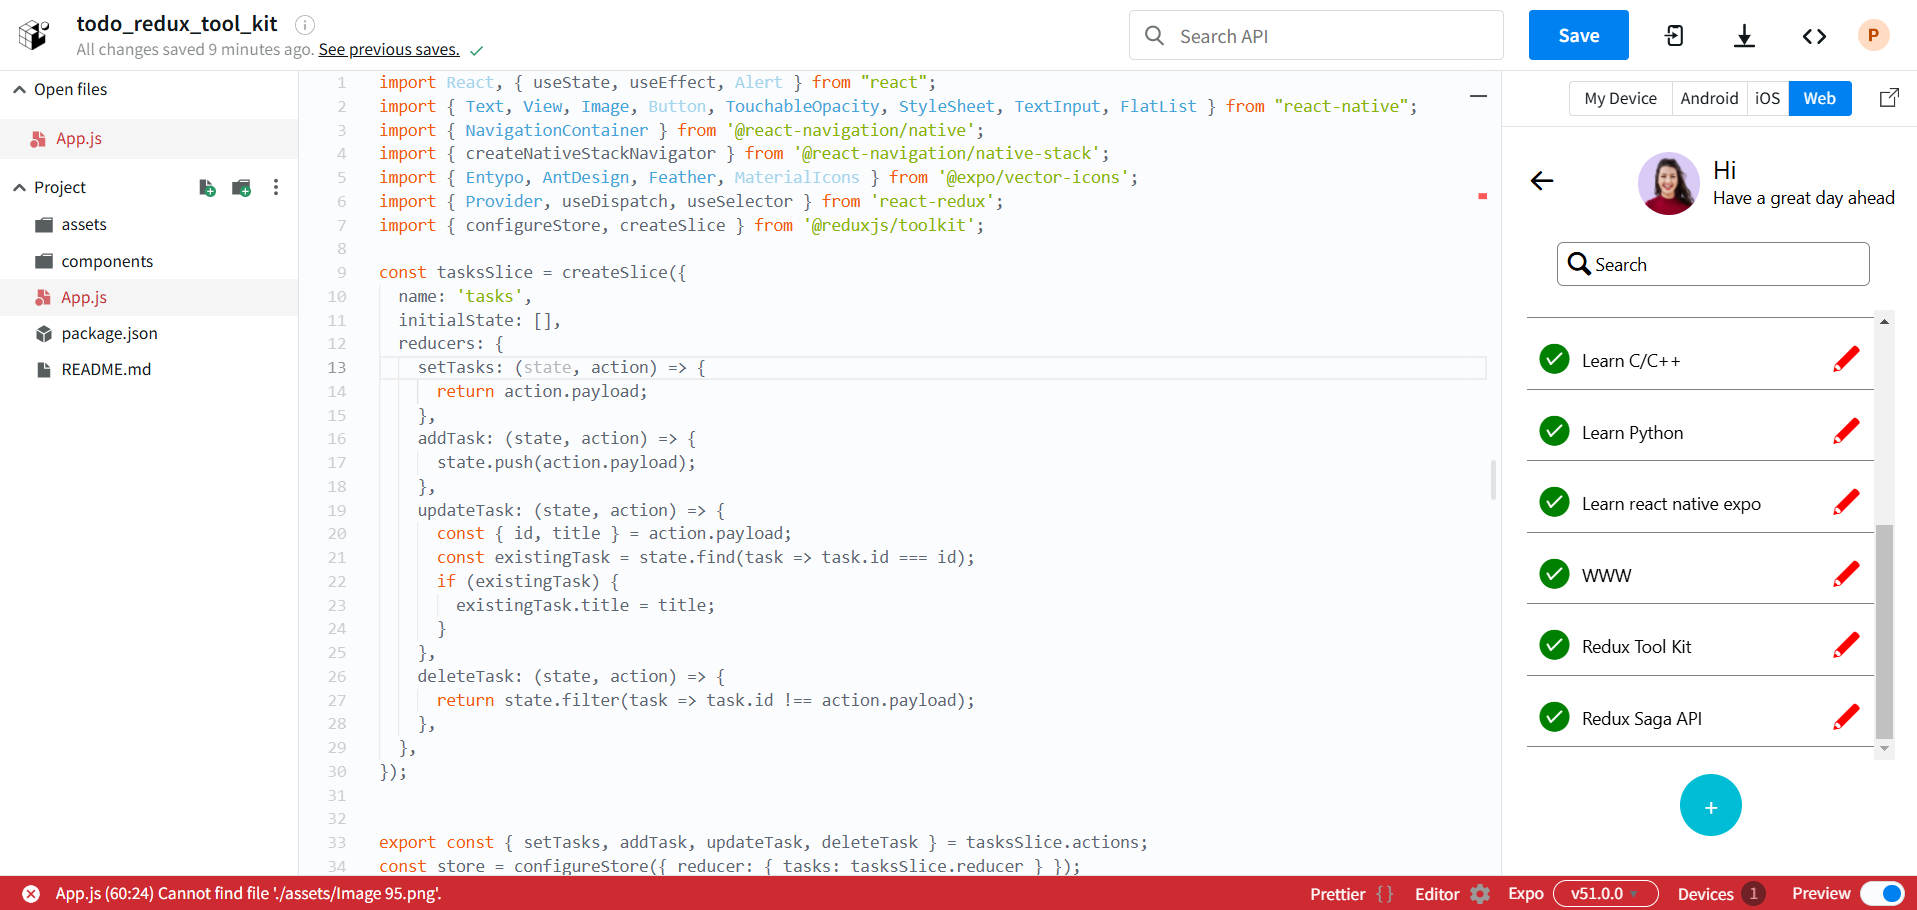 todo_redux_tool_kit
All changes saved 9 minutes ago. See previous saves.
Search API
Save
P
Open files
App.js
Project
assets
components
App.js
package.json
README.md
1 import React, { useState, useEffect, Alert } from "react";
2 import { Text, View, Image, Button, TouchableOpacity, StyleSheet, TextInput, FlatList } from "react-native";
3 import { NavigationContainer } from '@react-navigation/native';
4 import { createNativeStackNavigator } from '@react-navigation/native-stack';
5 import { Entypo, AntDesign, Feather, MaterialIcons } from '@expo/vector-icons';
6 import { Provider, useDispatch, useSelector } from 'react-redux';
7 import { configureStore, createSlice } from '@reduxjs/toolkit';
8
9 const tasksSlice = createSlice({
10 name: 'tasks',
11 initialState: [],
12 reducers: {
13 setTasks: (state, action) => {
14 return action.payload;
15 },
16 addTask: (state, action) => {
17 state.push(action.payload);
18 },
19 updateTask: (state, action) => {
20 const { id, title } = action.payload;
21 const existingTask = state.find(task => task.id === id);
22 if (existingTask) {
23 existingTask.title = title;
24 }
25 },
26 deleteTask: (state, action) => {
27 return state.filter(task => task.id !== action.payload);
28 },
29 },
30 });
31
32
33 export const { setTasks, addTask, updateTask, deleteTask } = tasksSlice.actions;
34 const store = configureStore({ reducer: { tasks: tasksSlice.reducer } });
My Device Android iOS Web
Hi
Have a great day ahead
Search
Learn C/C++
Learn Python
Learn react native expo
WWW
Redux Tool Kit
Redux Saga API
+
App.js (60:24) Cannot find file './assets/Image 95.png'.
Prettier { } Editor Expo v51.0.0 Devices 1 Preview